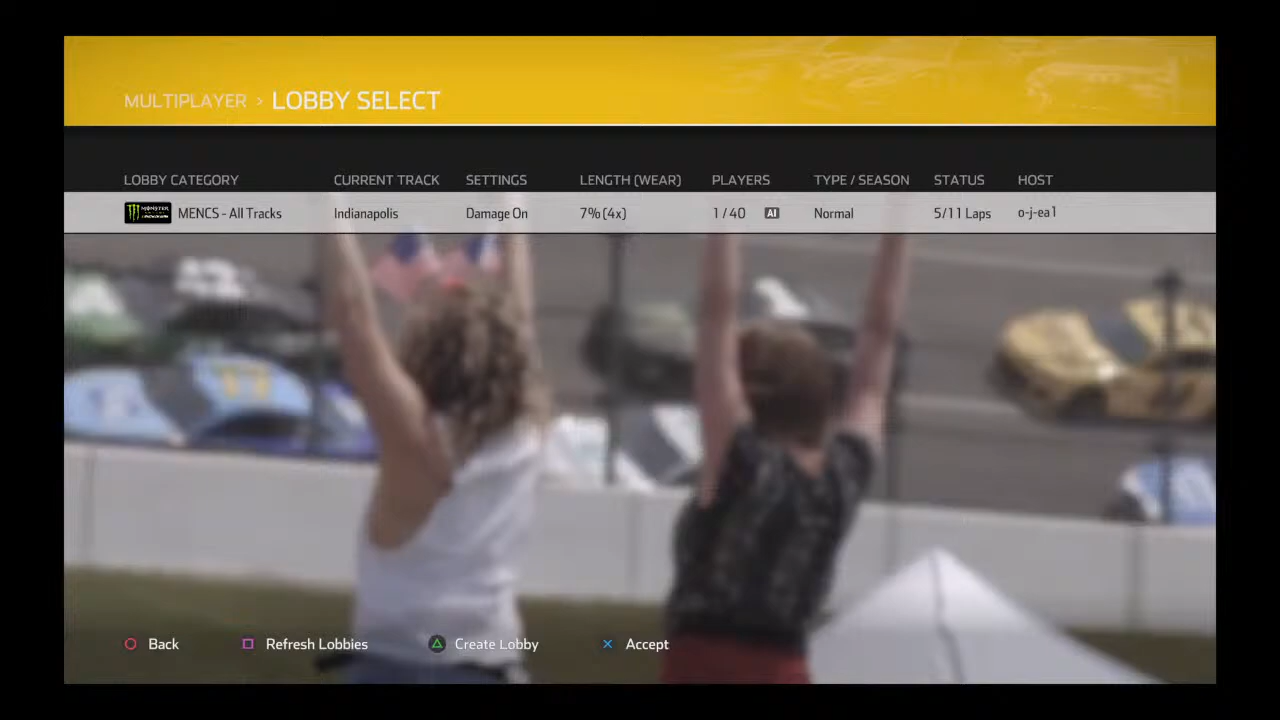 MULTIPLAYER > LOBBY SELECT
LOBBY CATEGORY CURRENT TRACK SETTINGS LENGTH (WEAR) PLAYERS TYPE / SEASON STATUS HOST
MONSTER MENCS - All Tracks Indianapolis Damage On 7% (4x) 1 / 40 AI Normal 5/11 Laps o-j-ea1
Back Refresh Lobbies Create Lobby Accept